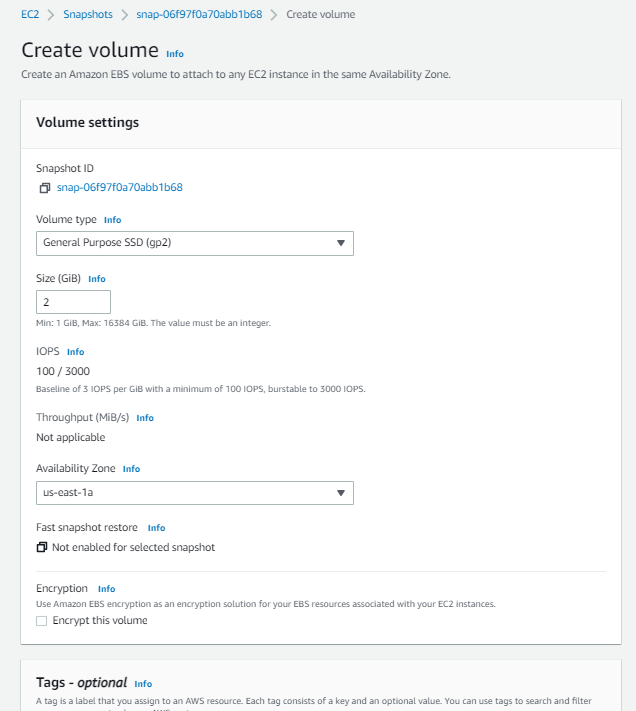 EC2 > Snapshots > snap-06f97f0a70abb1b68 > Create volume
Create volume Info
Create an Amazon EBS volume to attach to any EC2 instance in the same Availability Zone.
Volume settings
Snapshot ID
snap-06f97f0a70abb1b68
Volume type Info
General Purpose SSD (gp2)
Size (GiB) Info
2
Min: 1 GiB, Max: 16384 GiB. The value must be an integer.
IOPS Info
100 / 3000
Baseline of 3 IOPS per GiB with a minimum of 100 IOPS, burstable to 3000 IOPS.
Throughput (MiB/s) Info
Not applicable
Availability Zone Info
us-east-1a
Fast snapshot restore Info
Not enabled for selected snapshot
Encryption Info
Use Amazon EBS encryption as an encryption solution for your EBS resources associated with your EC2 instances.
Encrypt this volume
Tags - optional Info
A tag is a label that you assign to an AWS resource. Each tag consists of a key and an optional value. You can use tags to search and filter